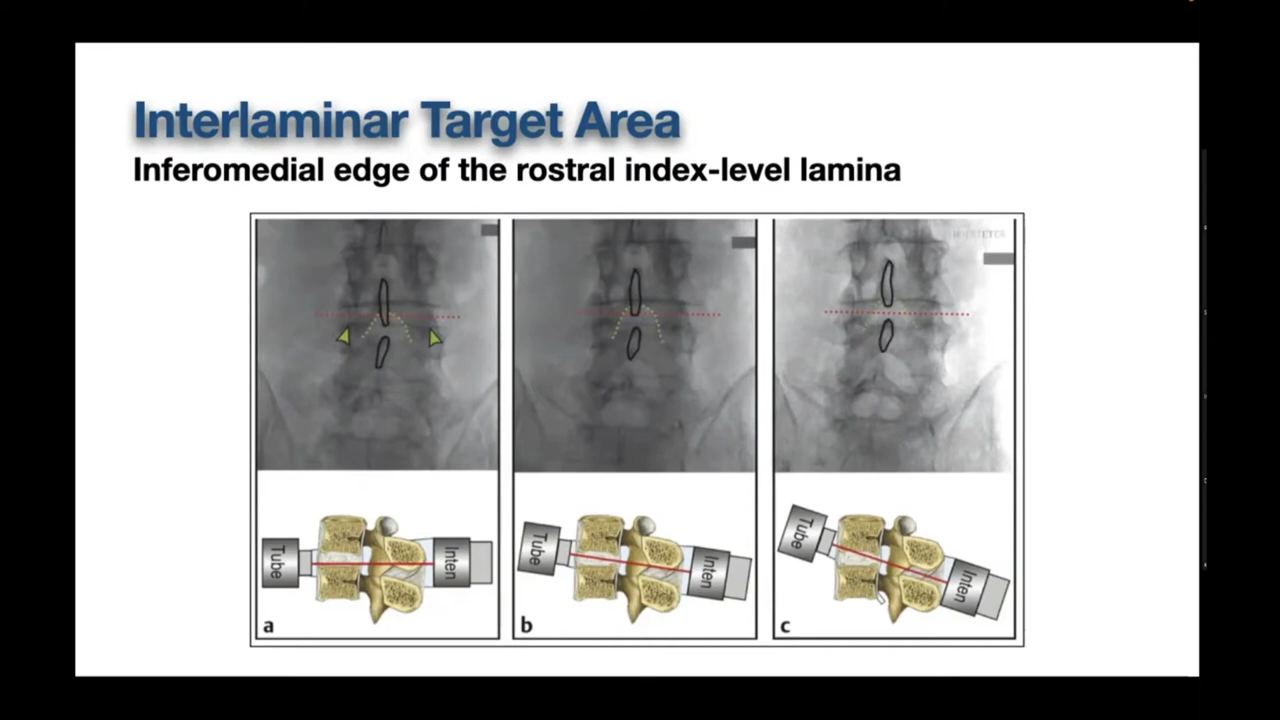 Interlaminar Target Area
Inferomedial edge of the rostral index-level lamina
Tube
Inten
a
Tube
Inten
b
Tube
Inten
c